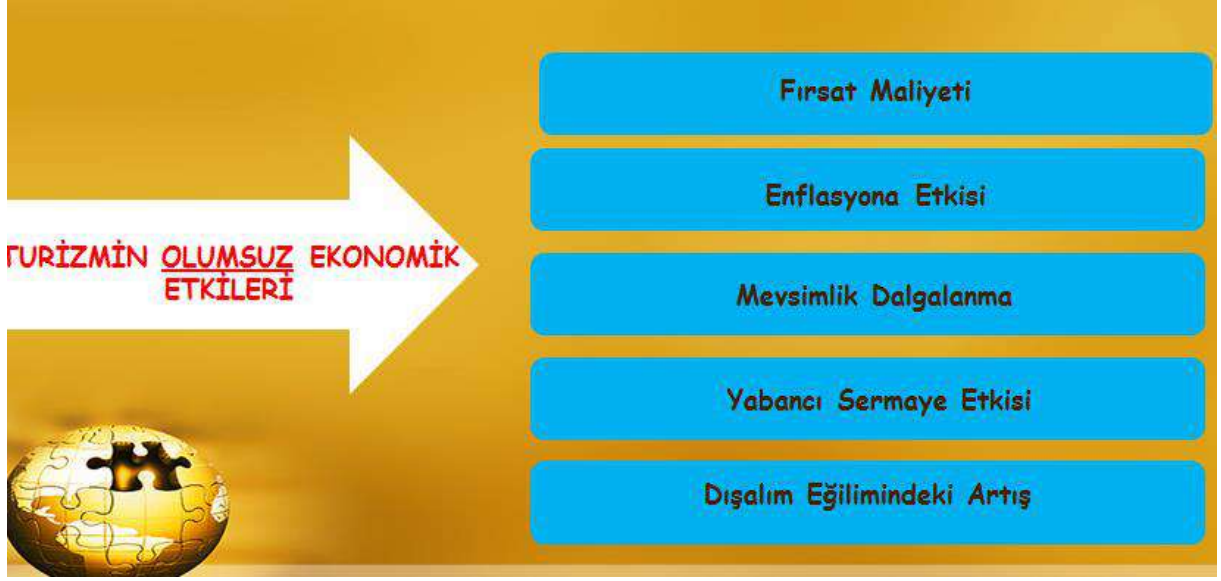 TURİZMİN OLUMSUZ EKONOMİK
ETKİLERİ
Fırsat Maliyeti
Enflasyona Etkisi
Mevsimlik Dalgalanma
Yabancı Sermaye Etkisi
Dışalım Eğilimindeki Artış